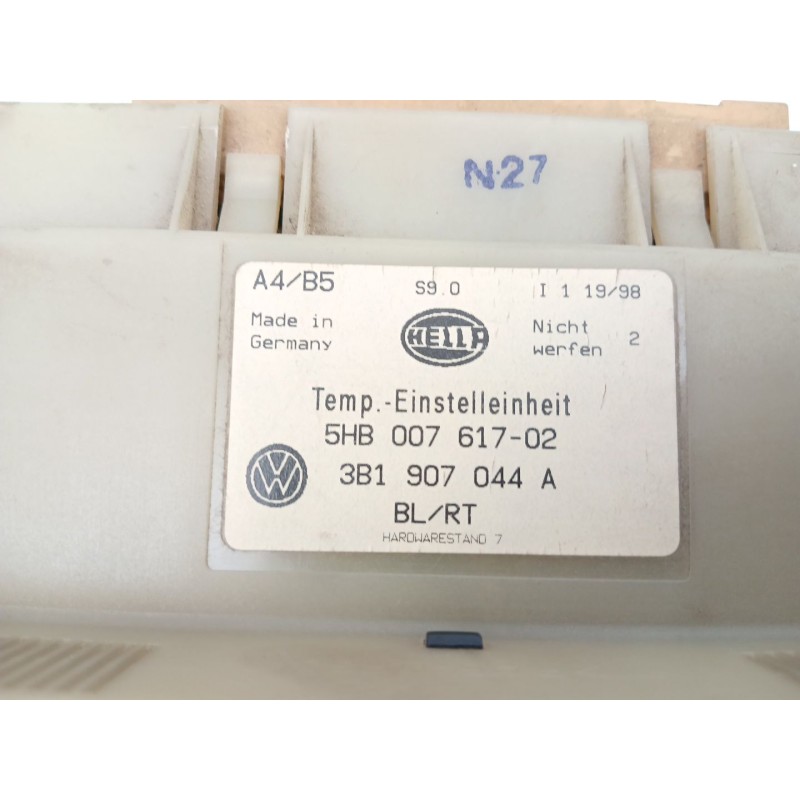 N27
A4/B5 S9.0 I 1 19/98
Made in Germany
HELLA
Nicht werfen 2
Temp.-Einstelleinheit
5HB 007 617-02
3B1 907 044 A
VW
BL/RT
HARDWARESTAND 7